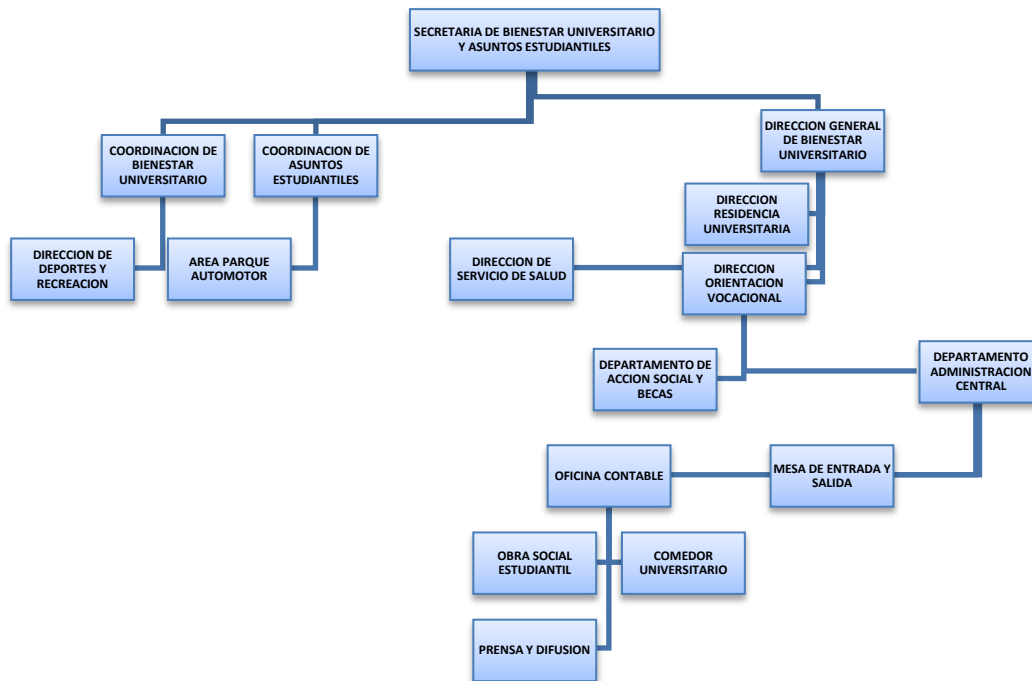 SECRETARIA DE BIENESTAR UNIVERSITARIO
Y ASUNTOS ESTUDIANTILES
COORDINACION DE
BIENESTAR
UNIVERSITARIO
COORDINACION DE
ASUNTOS
ESTUDIANTILES
DIRECCION GENERAL
DE BIENESTAR
UNIVERSITARIO
DIRECCION
RESIDENCIA
UNIVERSITARIA
DIRECCION DE
DEPORTES Y
RECREACION
AREA PARQUE
AUTOMOTOR
DIRECCION DE
SERVICIO DE SALUD
DIRECCION
ORIENTACION
VOCACIONAL
DEPARTAMENTO DE
ACCION SOCIAL Y
BECAS
DEPARTAMENTO
ADMINISTRACION
CENTRAL
OFICINA CONTABLE
MESA DE ENTRADA Y
SALIDA
OBRA SOCIAL
ESTUDIANTIL
COMEDOR
UNIVERSITARIO
PRENSA Y DIFUSION